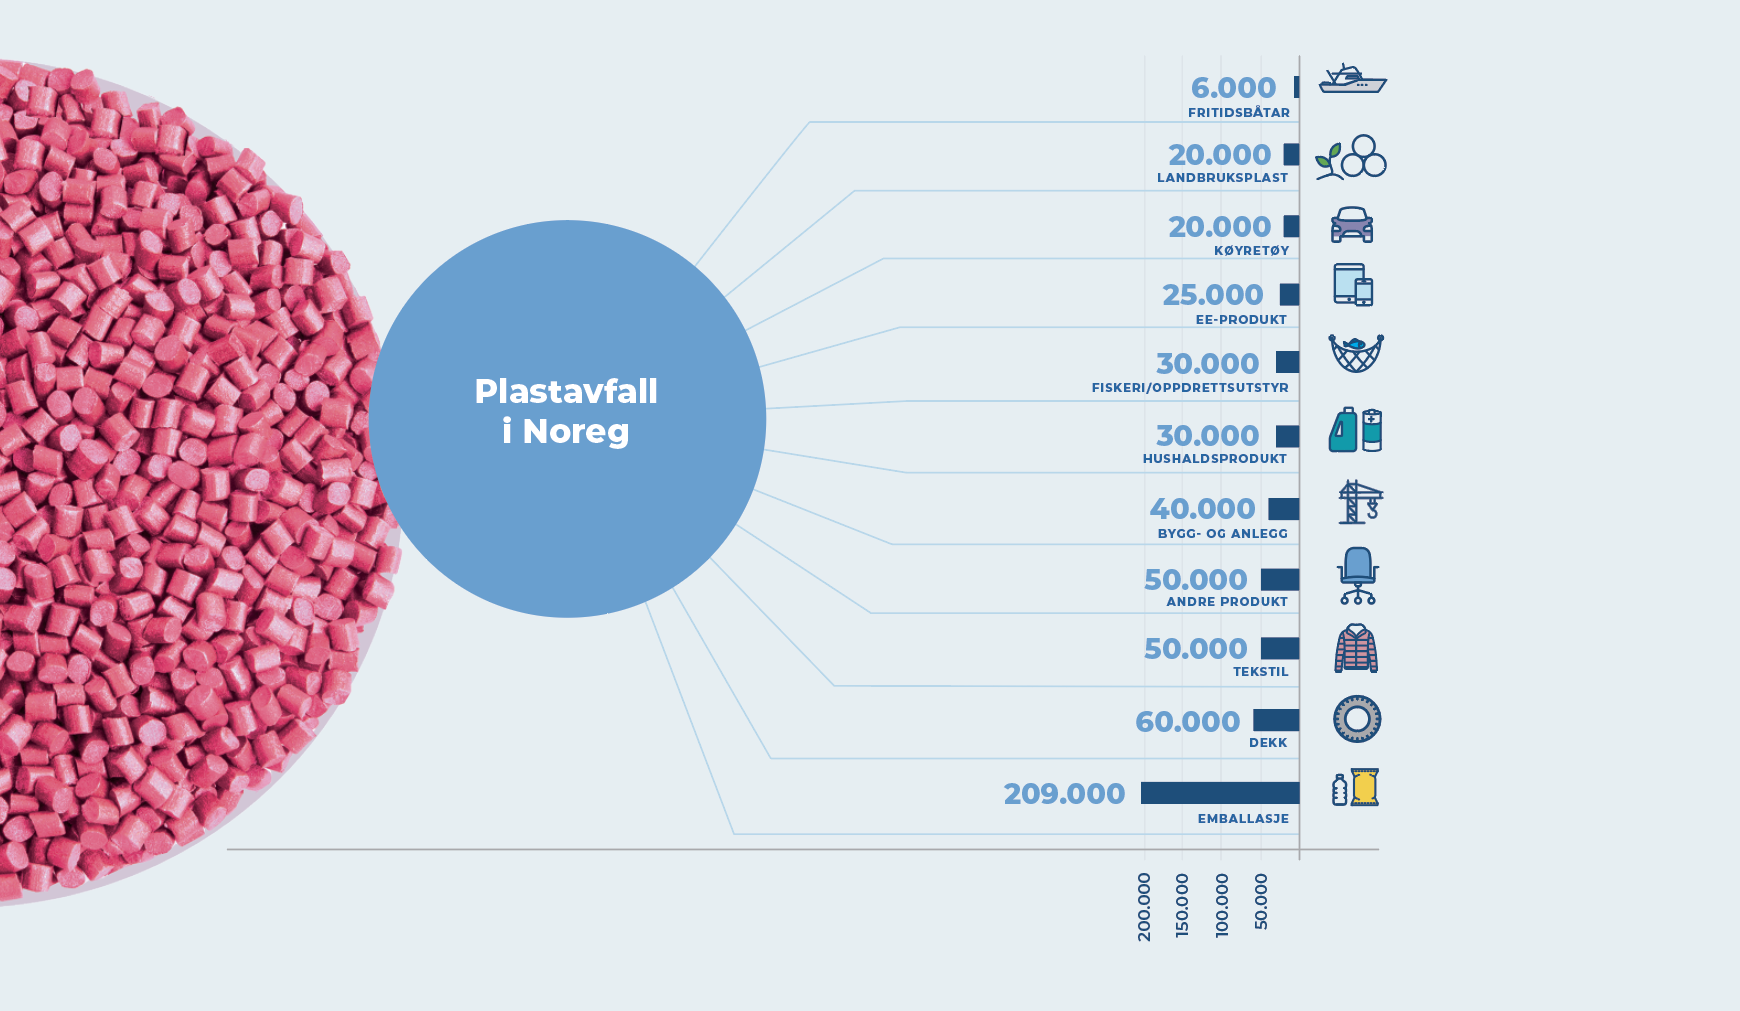 Plastavfall
i Noreg
6.000
FRITIDSBÅTAR
20.000
LANDBRUKSPLAST
20.000
KØYRETØY
25.000
EE-PRODUKT
30.000
FISKERI/OPPDRETTSUTSTYR
30.000
HUSHALDSPRODUKT
40.000
BYGG- OG ANLEGG
50.000
ANDRE PRODUKT
50.000
TEKSTIL
60.000
DEKK
209.000
EMBALLASJE
200.000
150.000
100.000
50.000